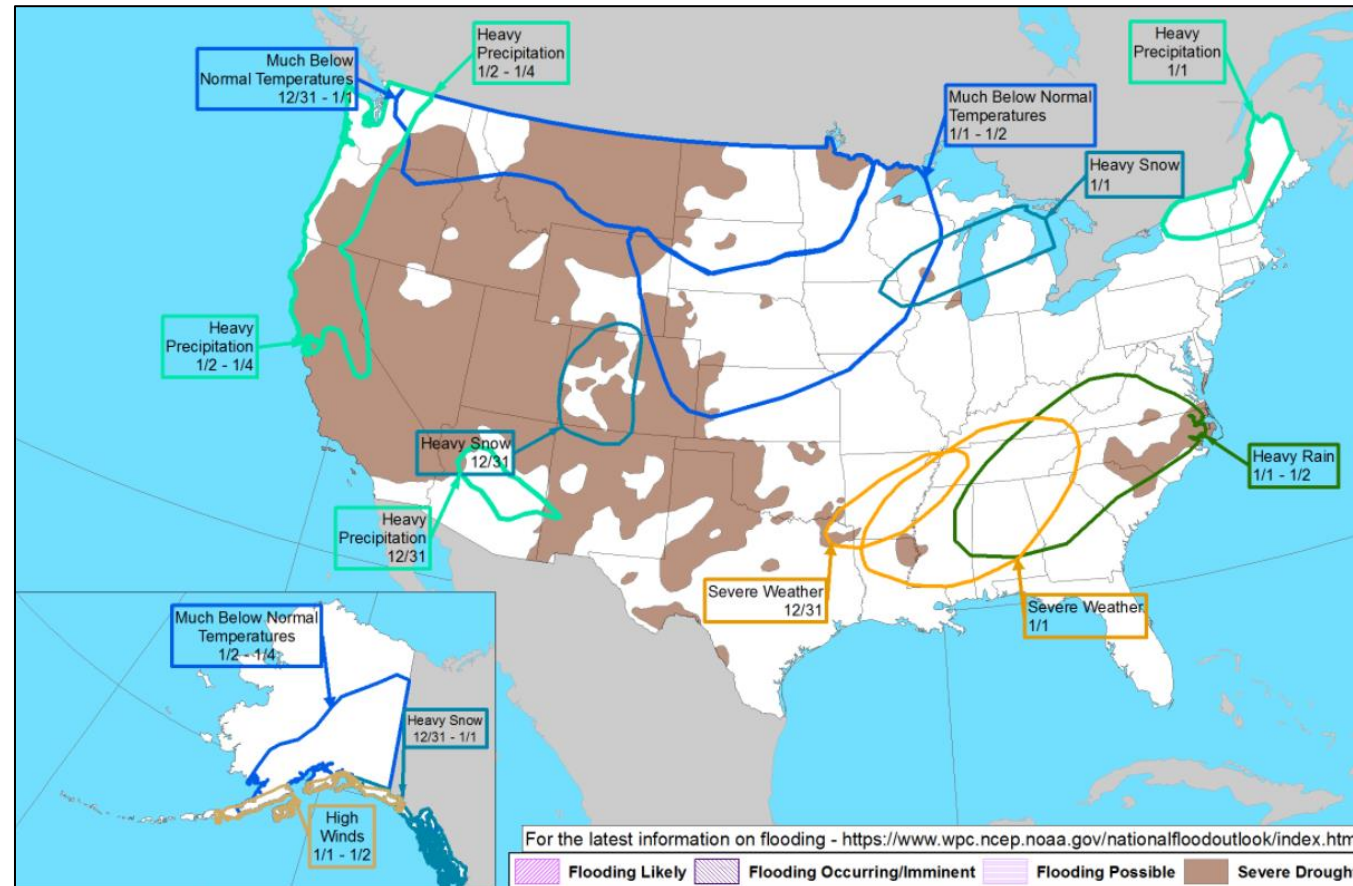 Heavy
Precipitation
1/2 - 1/4
Much Below
Normal Temperatures
12/31 - 1/1
Heavy
Precipitation
1/1
Much Below Normal
Temperatures
1/1 - 1/2
Heavy Snow
1/1
Heavy
Precipitation
1/2 - 1/4
Heavy Snow
12/31
Heavy
Precipitation
12/31
Heavy Rain
1/1 - 1/2
Severe Weather
12/31
Severe Weather
1/1
Much Below Normal
Temperatures
1/2 - 1/4
Heavy Snow
12/31 - 1/1
High
Winds
1/1 - 1/2
For the latest information on flooding - https://www.wpc.ncep.noaa.gov/nationalfloodoutlook/index.htm
Flooding Likely Flooding Occurring/Imminent Flooding Possible Severe Drought